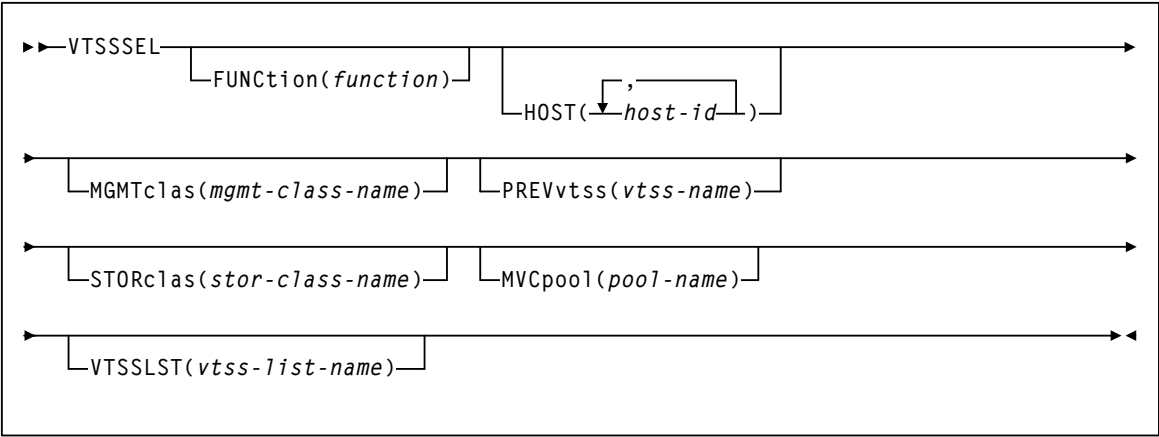 VTSSSEL
FUNCtion(function)
,
HOST( host-id )
MGMTclas(mgmt-class-name)
PREVvtss(vtss-name)
STORclas(stor-class-name)
MVCpool(pool-name)
VTSSLST(vtss-list-name)